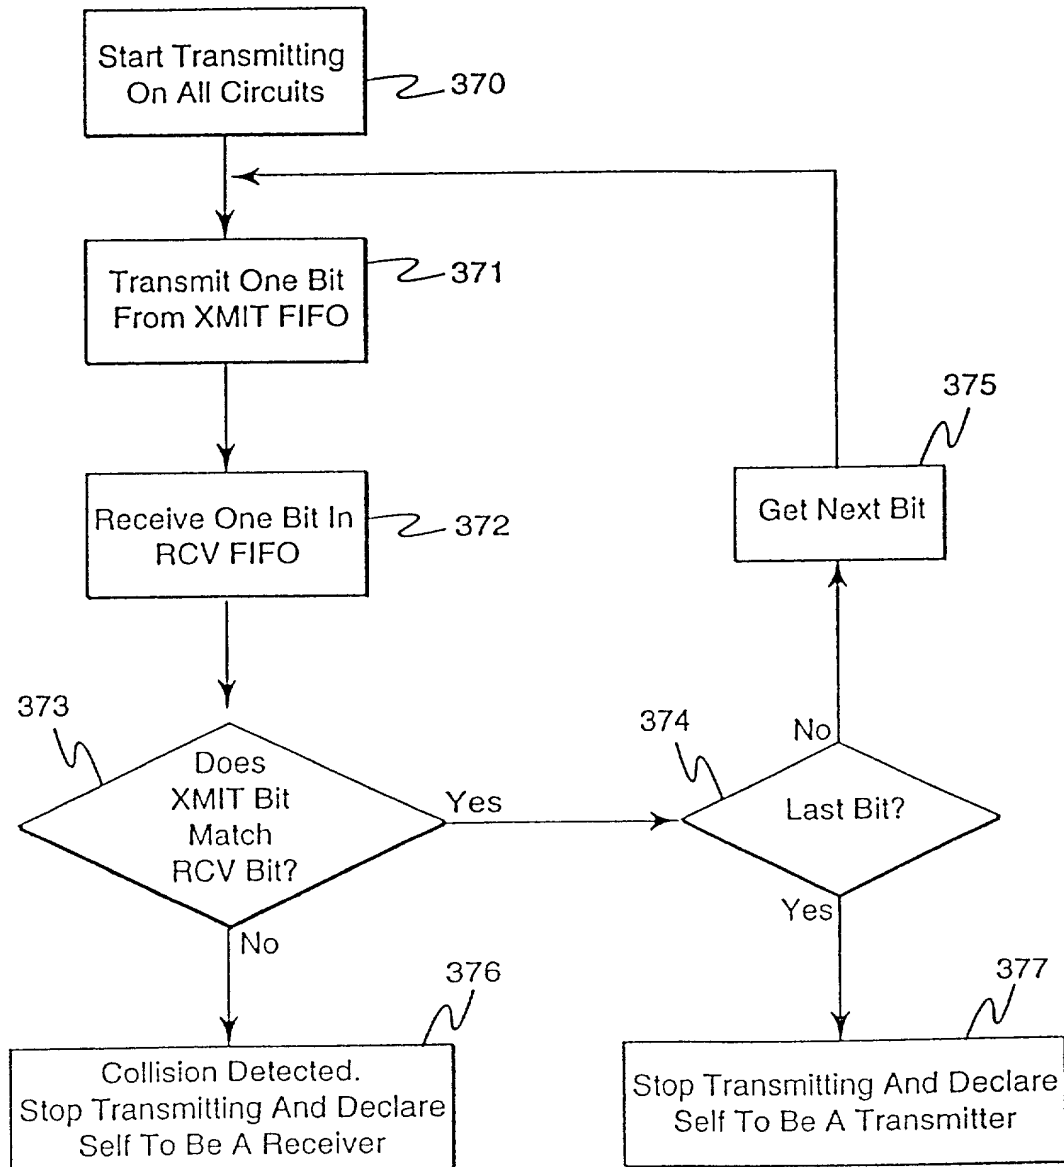 Start Transmitting
On All Circuits
370
Transmit One Bit
From XMIT FIFO
371
375
Receive One Bit In
RCV FIFO
372
Get Next Bit
373
Does
XMIT Bit
Match
RCV Bit?
Yes
No
374
No
Last Bit?
Yes
376
Collision Detected.
Stop Transmitting And Declare
Self To Be A Receiver
377
Stop Transmitting And Declare
Self To Be A Transmitter